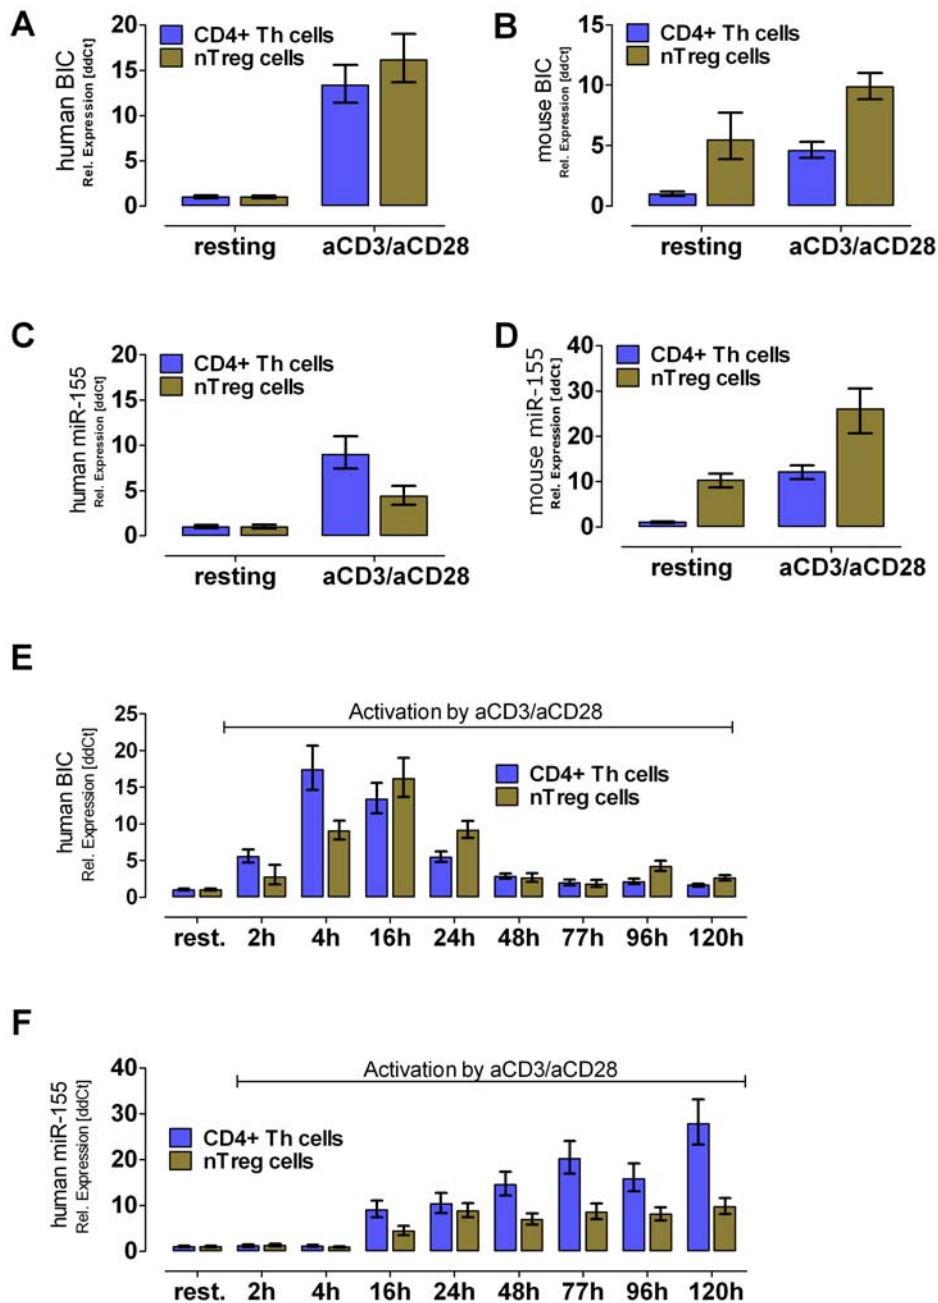 A
human BIC
Rel. Expression [ddCt]
20
15
10
5
0
CD4+ Th cells
nTreg cells
resting
aCD3/aCD28
B
mouse BIC
Rel. Expression [ddCt]
15
10
5
0
CD4+ Th cells
nTreg cells
resting
aCD3/aCD28
C
human miR-155
Rel. Expression [ddCt]
20
15
10
5
0
CD4+ Th cells
nTreg cells
resting
aCD3/aCD28
D
mouse miR-155
Rel. Expression [ddCt]
40
30
20
10
0
CD4+ Th cells
nTreg cells
resting
aCD3/aCD28
E
Activation by aCD3/aCD28
human BIC
Rel. Expression [ddCt]
25
20
15
10
5
0
CD4+ Th cells
nTreg cells
rest. 2h 4h 16h 24h 48h 77h 96h 120h
F
Activation by aCD3/aCD28
human miR-155
Rel. Expression [ddCt]
40
30
20
10
0
CD4+ Th cells
nTreg cells
rest. 2h 4h 16h 24h 48h 77h 96h 120h